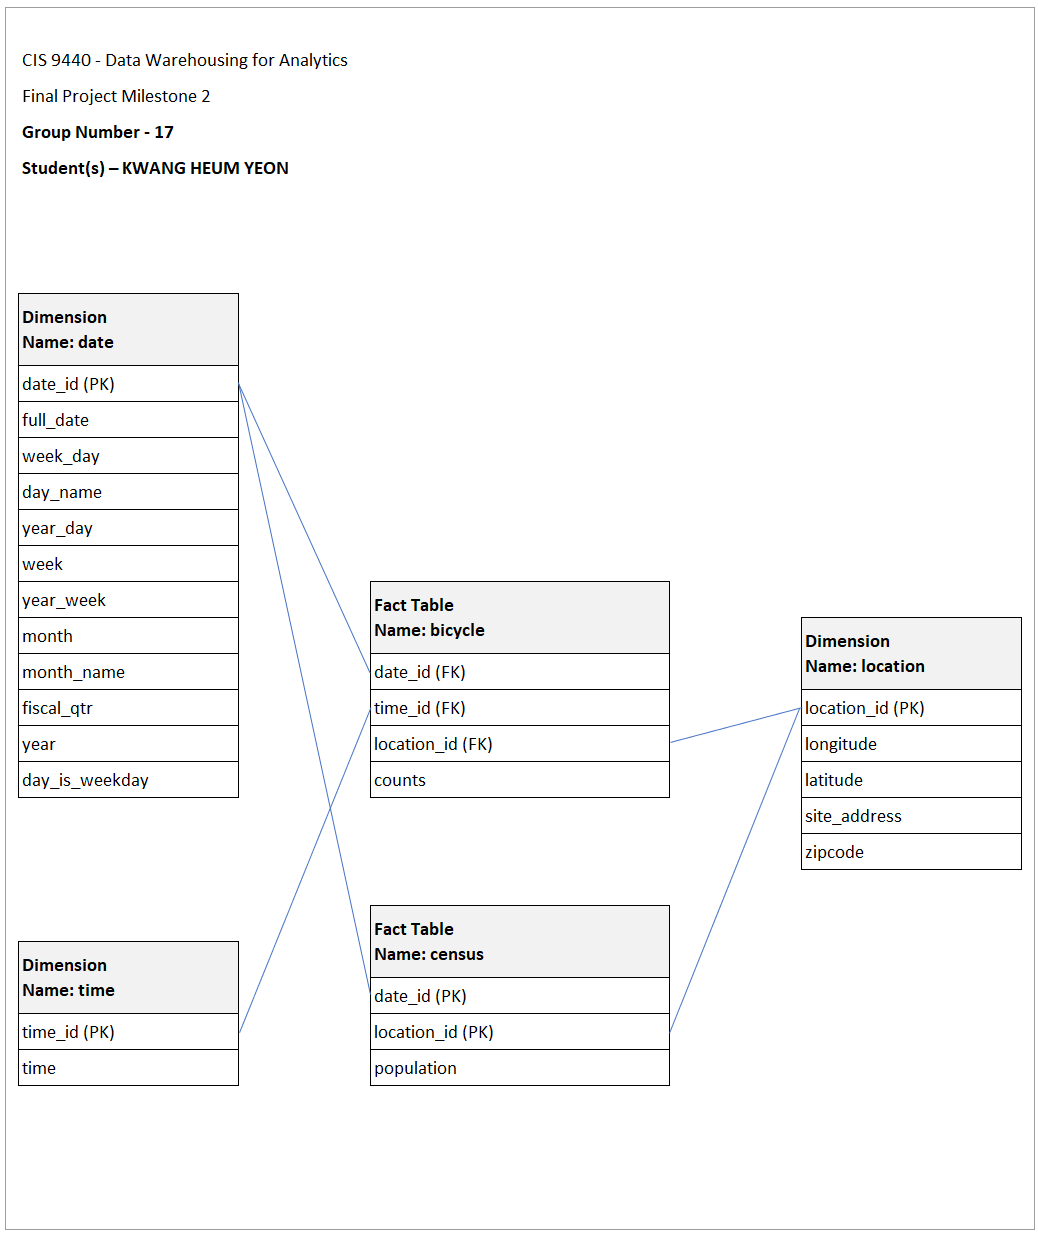 CIS 9440 - Data Warehousing for Analytics
Final Project Milestone 2
Group Number - 17
Student(s) – KWANG HEUM YEON
Dimension
Name: date
date_id (PK)
full_date
week_day
day_name
year_day
week
year_week
month
month_name
fiscal_qtr
year
day_is_weekday
Fact Table
Name: bicycle
date_id (FK)
time_id (FK)
location_id (FK)
counts
Dimension
Name: location
location_id (PK)
longitude
latitude
site_address
zipcode
Dimension
Name: time
time_id (PK)
time
Fact Table
Name: census
date_id (PK)
location_id (PK)
population